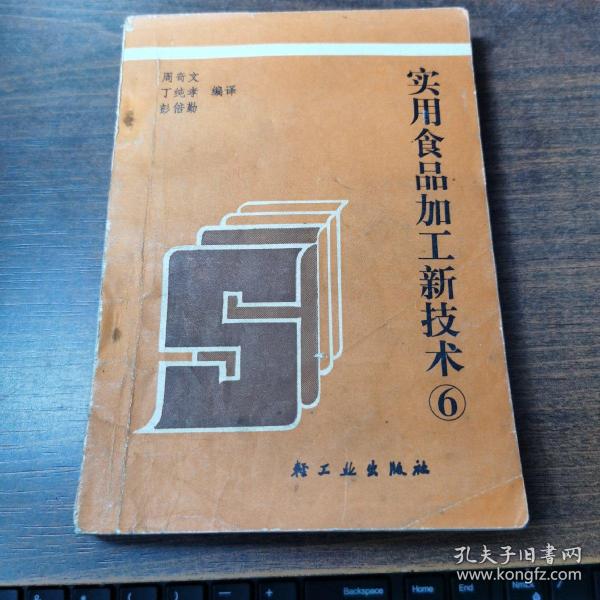 周奇文
丁纯孝 编译
彭倍勤
实用食品加工新技术⑥
轻工业出版社
Backspace
Home
End
NumLk
孔夫子旧书网
www.kongfz.com